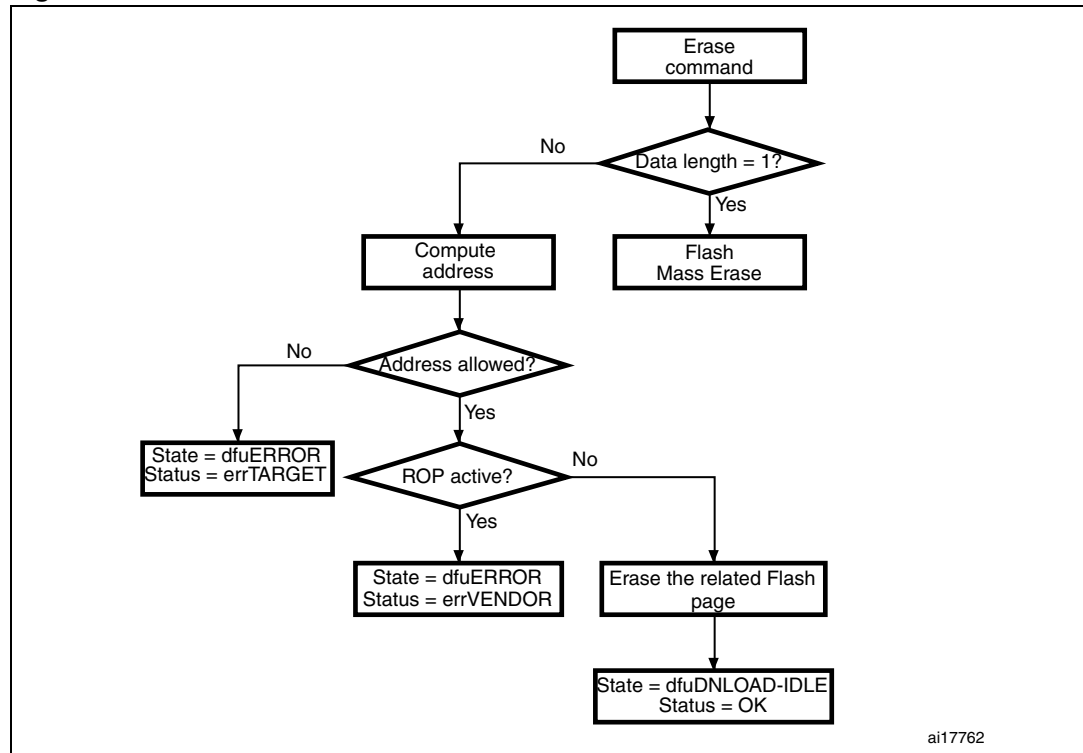 Erase
command
No
Data length = 1?
Yes
Compute
address
Flash
Mass Erase
No
Address allowed?
Yes
State = dfuERROR
Status = errTARGET
ROP active?
No
Yes
State = dfuERROR
Status = errVENDOR
Erase the related Flash
page
State = dfuDNLOAD-IDLE
Status = OK
ai17762